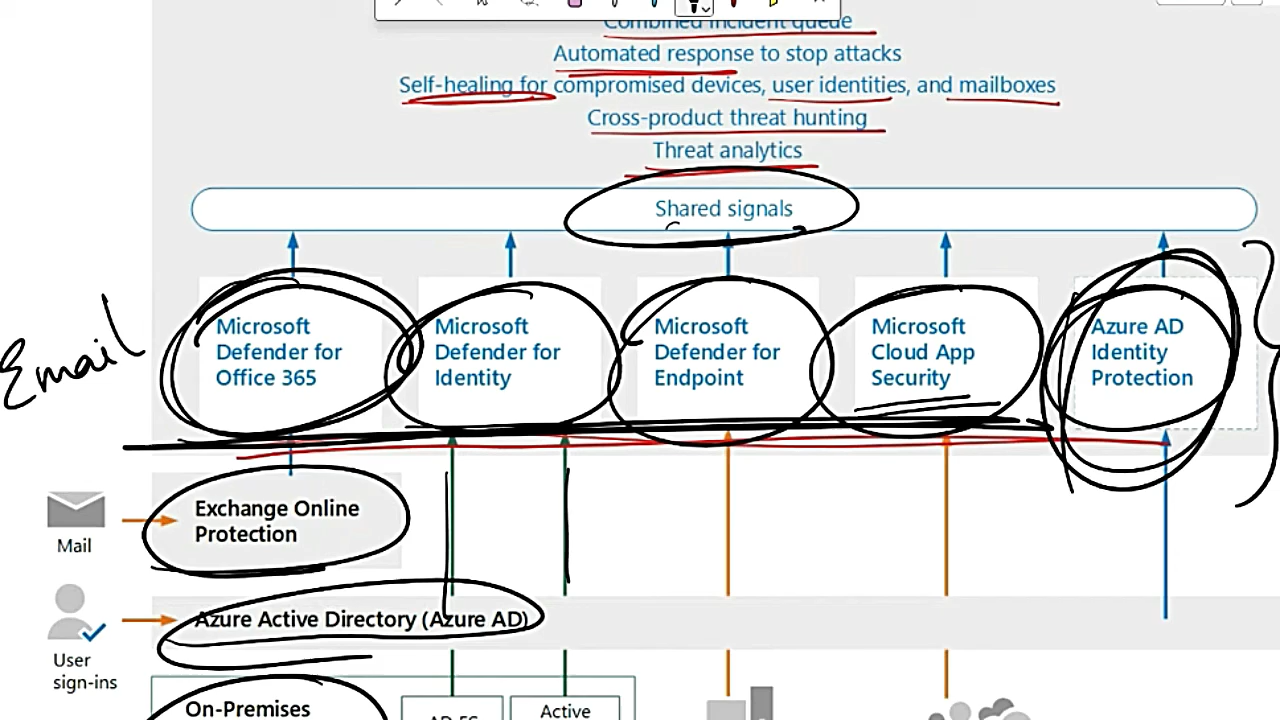 Combined incident queue
Automated response to stop attacks
Self-healing for compromised devices, user identities, and mailboxes
Cross-product threat hunting
Threat analytics
Shared signals
Email
Microsoft
Defender for
Office 365
Microsoft
Defender for
Identity
Microsoft
Defender for
Endpoint
Microsoft
Cloud App
Security
Azure AD
Identity
Protection
Mail
Exchange Online
Protection
User
sign-ins
Azure Active Directory (Azure AD)
On-Premises
AD FS
Active